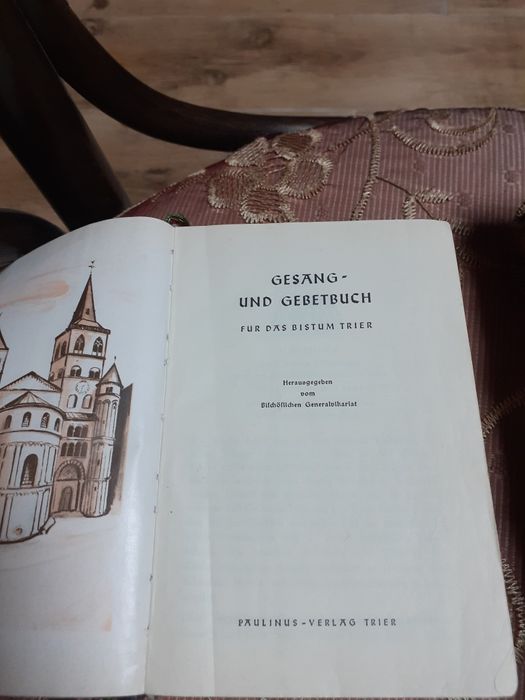 GESANG-
UND GEBETBUCH
FÜR DAS BISTUM TRIER
Herausgegeben
vom
Bischöflichen Generalvikariat
PAULINUS-VERLAG TRIER